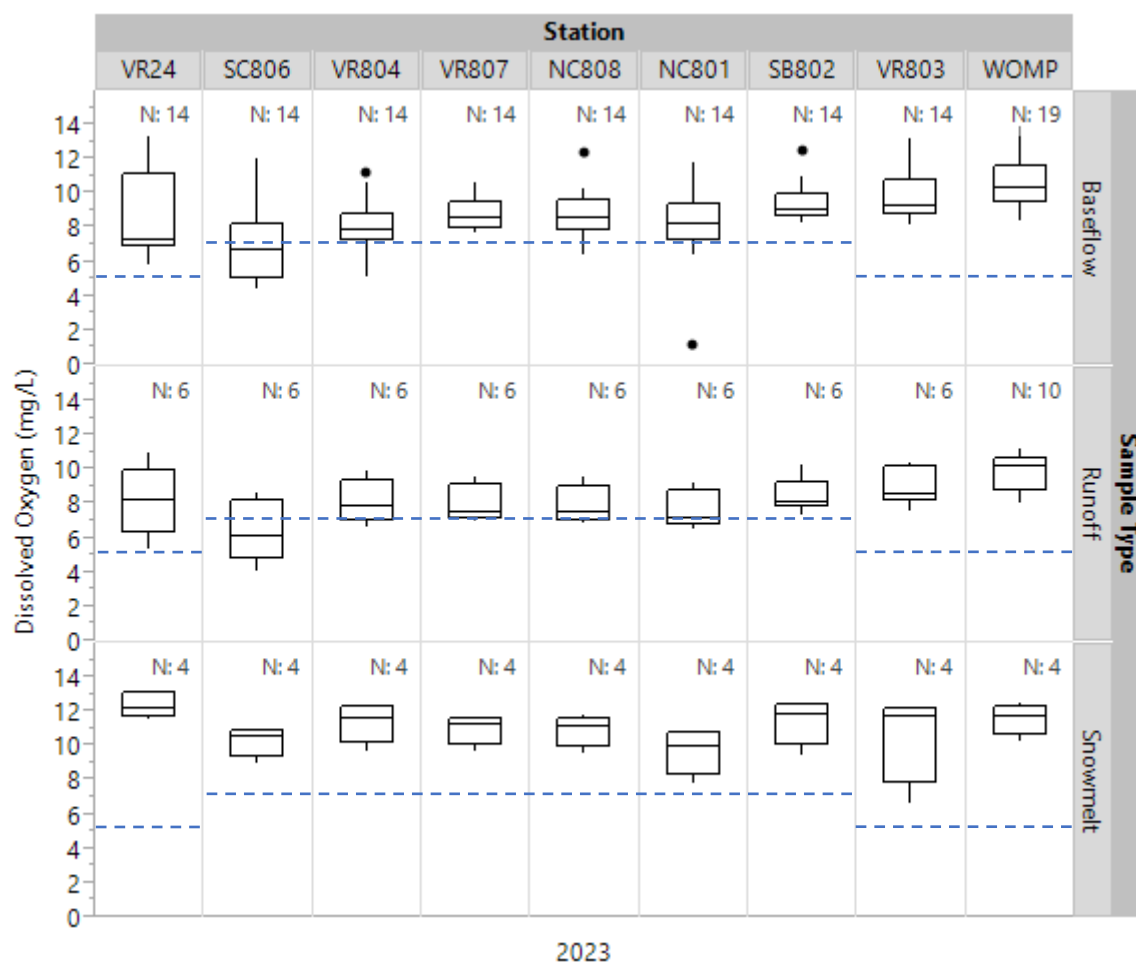 Station
VR24 SC806 VR804 VR807 NC808 NC801 SB802 VR803 WOMP
N: 14 N: 14 N: 14 N: 14 N: 14 N: 14 N: 14 N: 14 N: 19
14
12
10
8
6
4
2
0
Baseflow
N: 6 N: 6 N: 6 N: 6 N: 6 N: 6 N: 6 N: 6 N: 10
14
12
10
8
6
4
2
0
Runoff
N: 4 N: 4 N: 4 N: 4 N: 4 N: 4 N: 4 N: 4 N: 4
14
12
10
8
6
4
2
0
Snowmelt
Dissolved Oxygen (mg/L)
Sample Type
2023